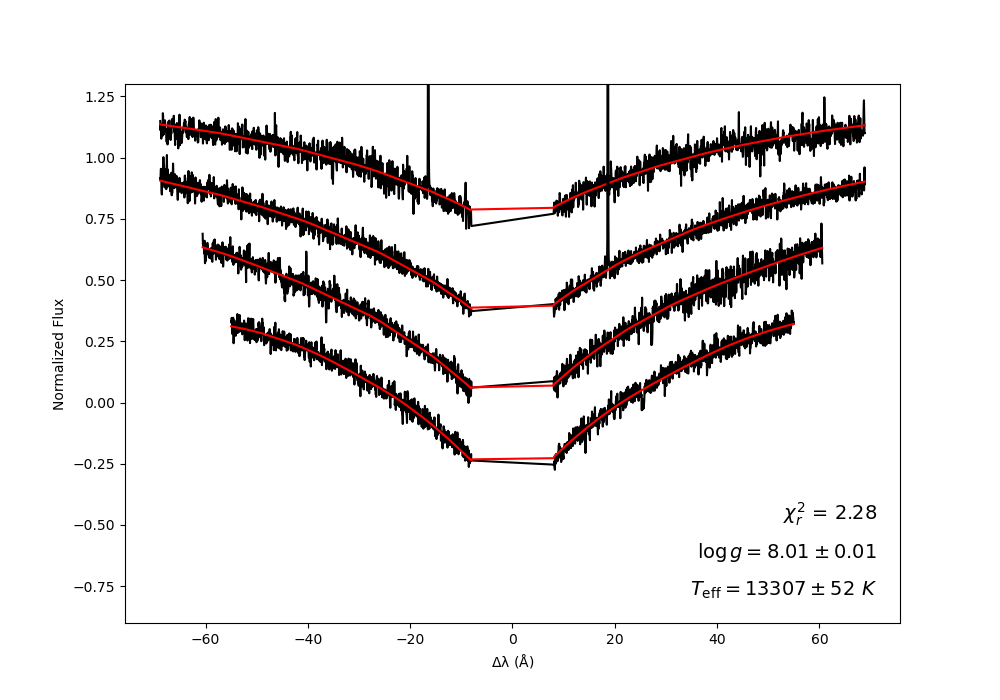 1.25
1.00
0.75
0.50
0.25
0.00
−0.25
−0.50
−0.75
Normalized Flux
χ²ᵣ = 2.28
log g = 8.01 ± 0.01
T_eff = 13307 ± 52 K
−60 −40 −20 0 20 40 60
Δλ (Å)